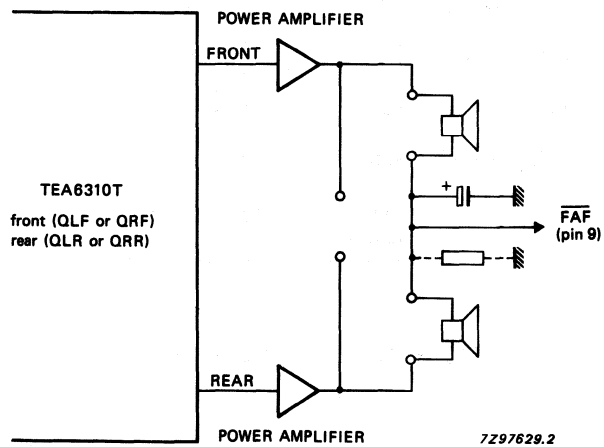 POWER AMPLIFIER
FRONT
TEA6310T
front (QLF or QRF)
rear (QLR or QRR)
+
FAF
(pin 9)
REAR
POWER AMPLIFIER
7Z97629.2